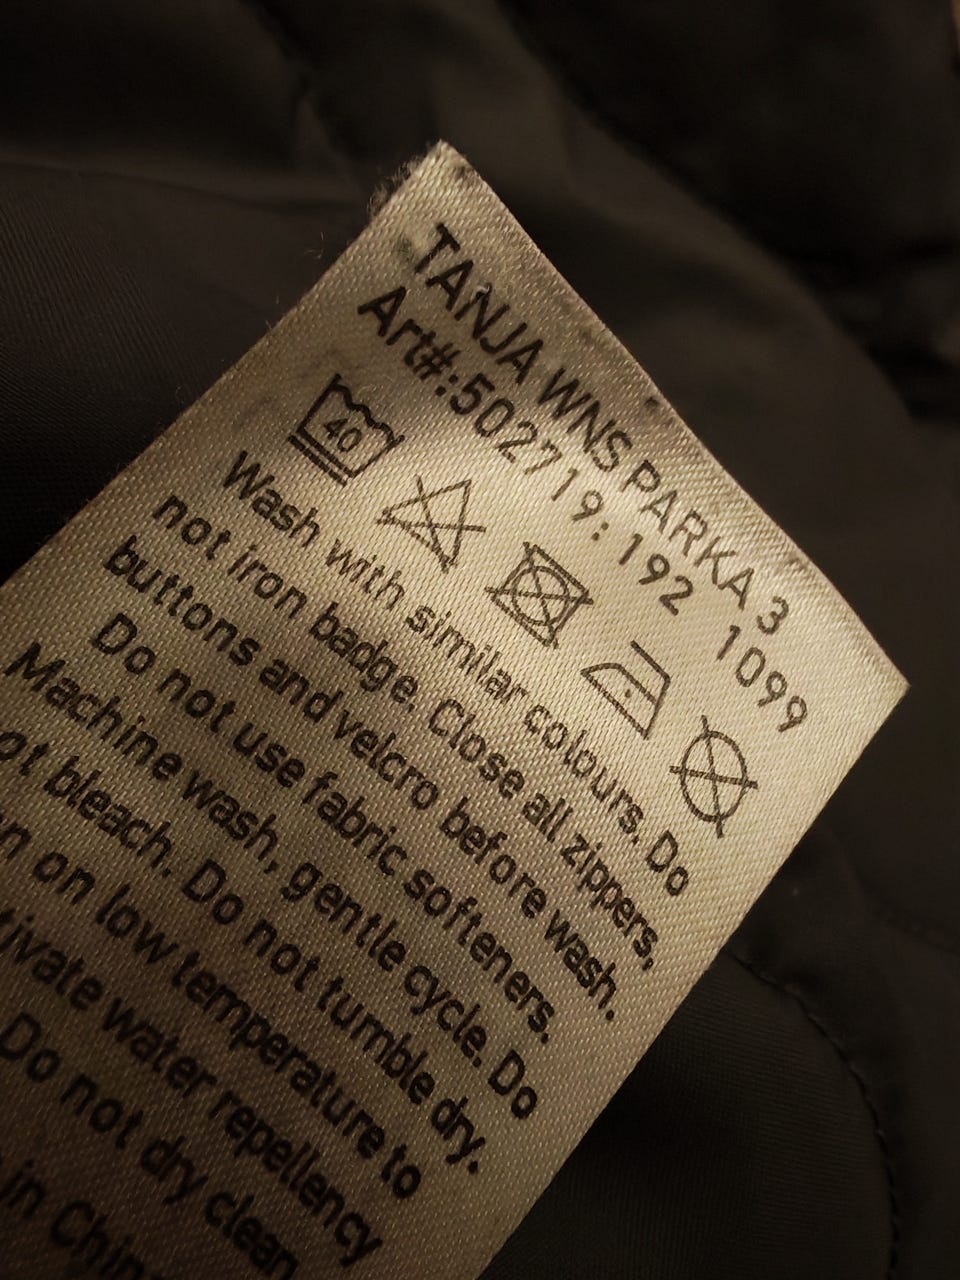 TANJA WNS PARKA 3
Art#:502719:192 1099
40
Wash with similar colours. Do
not iron badge. Close all zippers,
buttons and velcro before wash.
Do not use fabric softeners.
Machine wash, gentle cycle. Do
bleach. Do not tumble dry.
on low temperature to
water repellency
Do not dry clean
in